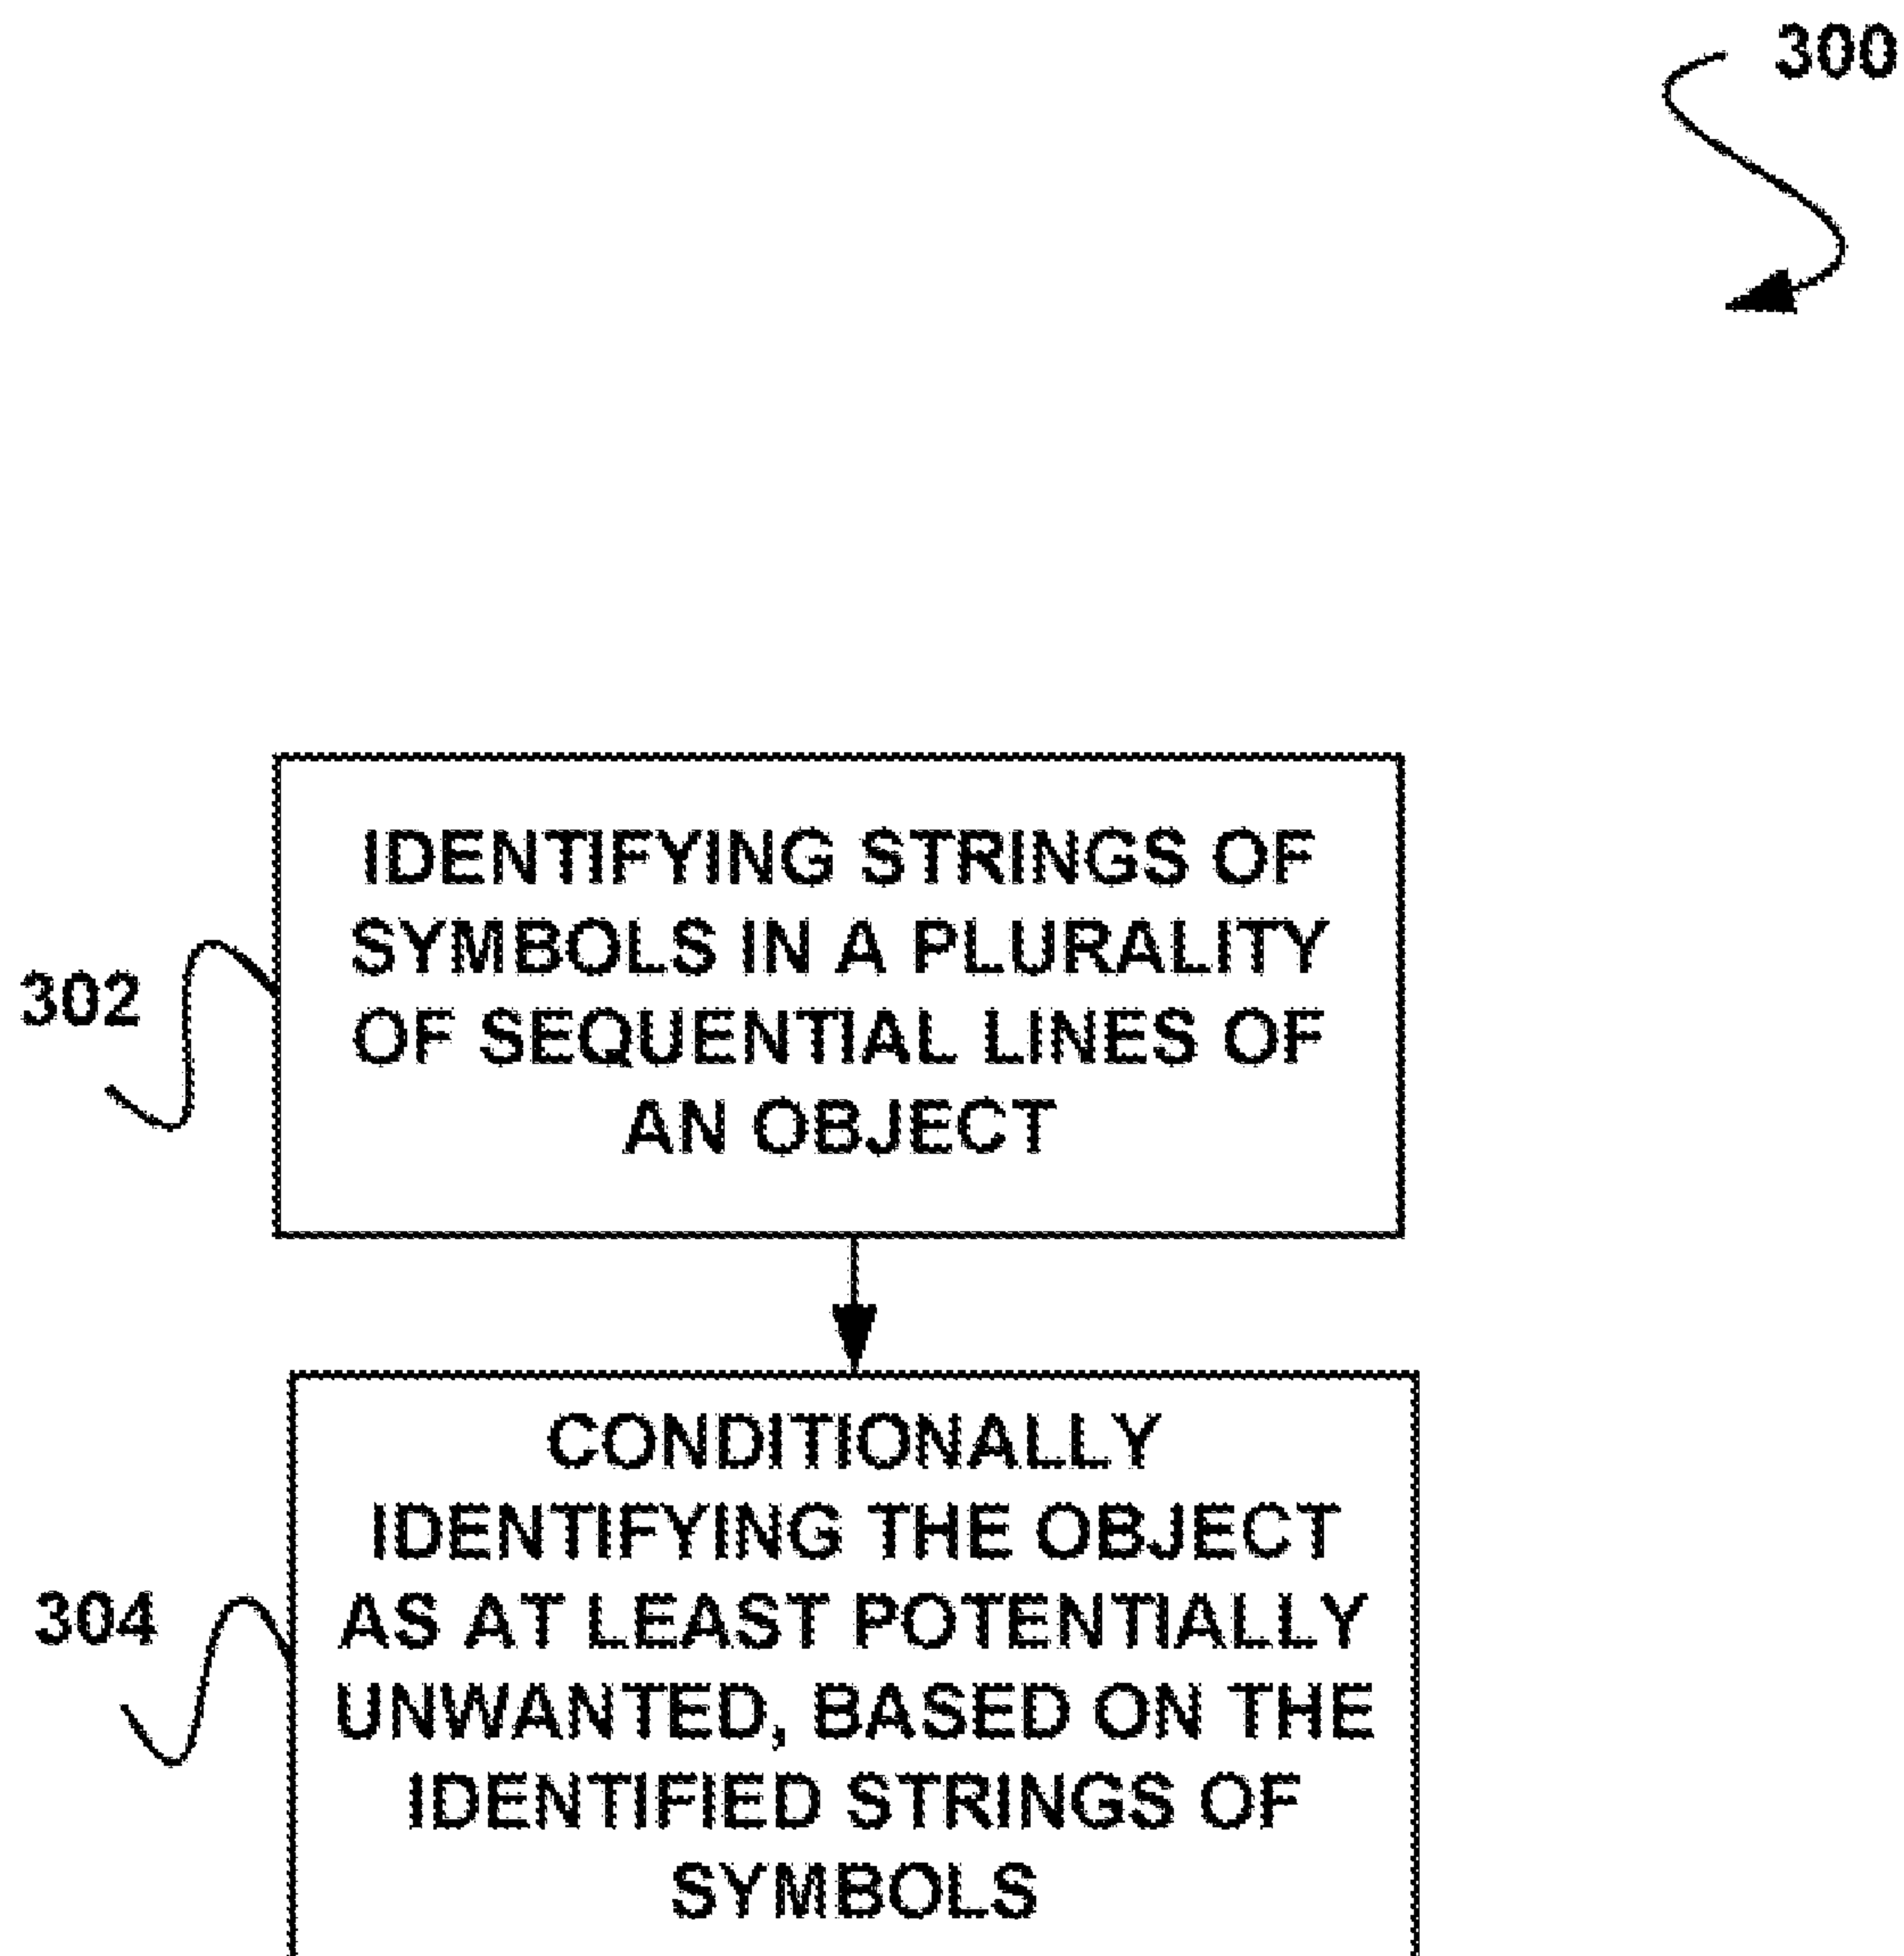 300
IDENTIFYING STRINGS OF
SYMBOLS IN A PLURALITY
OF SEQUENTIAL LINES OF
AN OBJECT
302
CONDITIONALLY
IDENTIFYING THE OBJECT
AS AT LEAST POTENTIALLY
UNWANTED, BASED ON THE
IDENTIFIED STRINGS OF
SYMBOLS
304